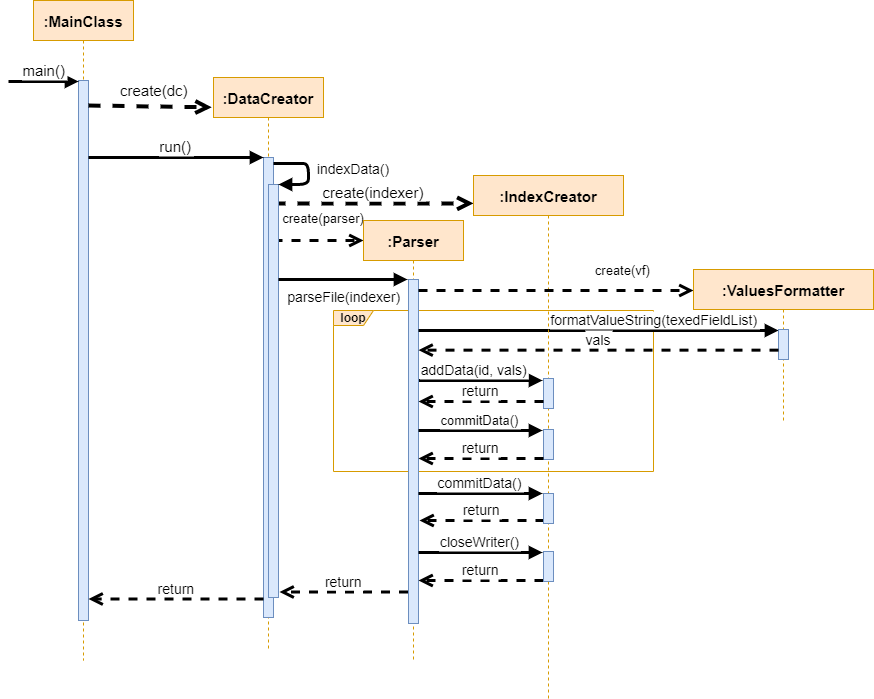 :MainClass
main()
create(dc)
:DataCreator
run()
indexData()
create(indexer)
:IndexCreator
create(parser)
:Parser
create(vf)
:ValuesFormatter
parseFile(indexer)
loop
formatValueString(texedFieldList)
vals
addData(id, vals)
return
commitData()
return
commitData()
return
closeWriter()
return
return
return